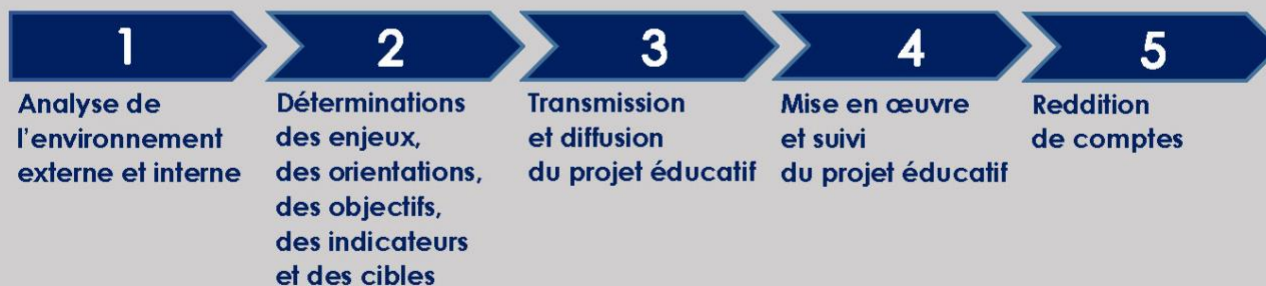 1
Analyse de
l'environnement
externe et interne
2
Déterminations
des enjeux,
des orientations,
des objectifs,
des indicateurs
et des cibles
3
Transmission
et diffusion
du projet éducatif
4
Mise en œuvre
et suivi
du projet éducatif
5
Reddition
de comptes